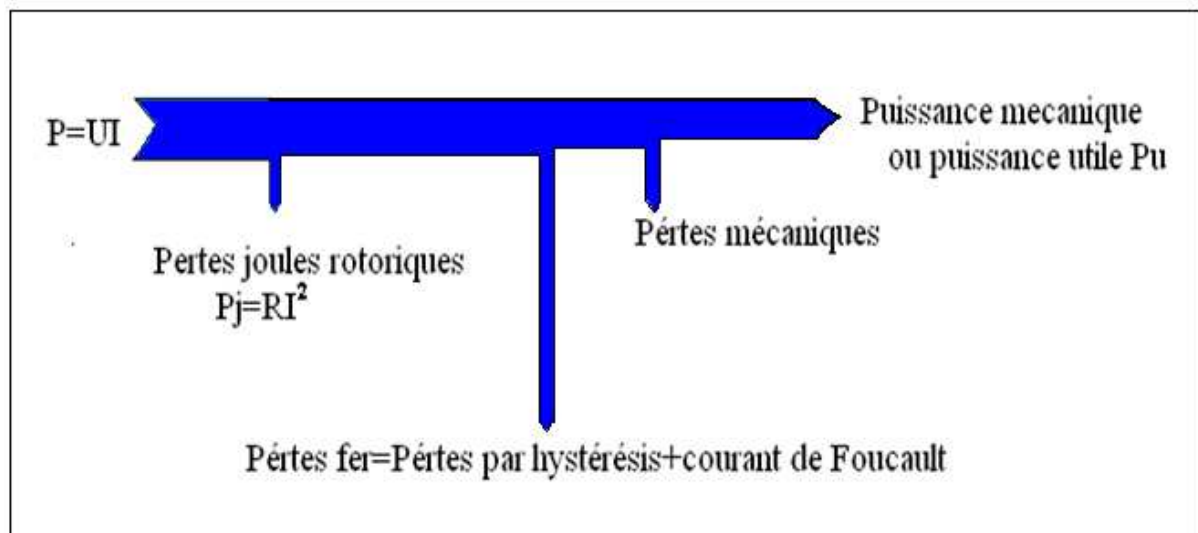 P=UI
Puissance mecanique
ou puissance utile Pu
Pértes mécaniques
Pertes joules rotoriques
Pj=RI²
Pértes fer=Pértes par hystérésis+courant de Foucault